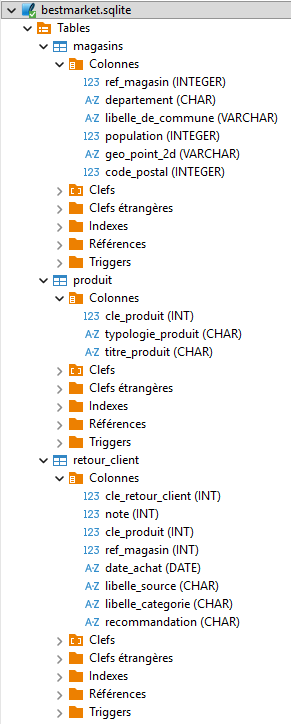 bestmarket.sqlite
Tables
magasins
Colonnes
123 ref_magasin (INTEGER)
A-Z departement (CHAR)
A-Z libelle_de_commune (VARCHAR)
123 population (INTEGER)
A-Z geo_point_2d (VARCHAR)
123 code_postal (INTEGER)
Clefs
Clefs étrangères
Indexes
Références
Triggers
produit
Colonnes
123 cle_produit (INT)
A-Z typologie_produit (CHAR)
A-Z titre_produit (CHAR)
Clefs
Clefs étrangères
Indexes
Références
Triggers
retour_client
Colonnes
123 cle_retour_client (INT)
123 note (INT)
123 cle_produit (INT)
123 ref_magasin (INT)
A-Z date_achat (DATE)
A-Z libelle_source (CHAR)
A-Z libelle_categorie (CHAR)
A-Z recommandation (CHAR)
Clefs
Clefs étrangères
Indexes
Références
Triggers